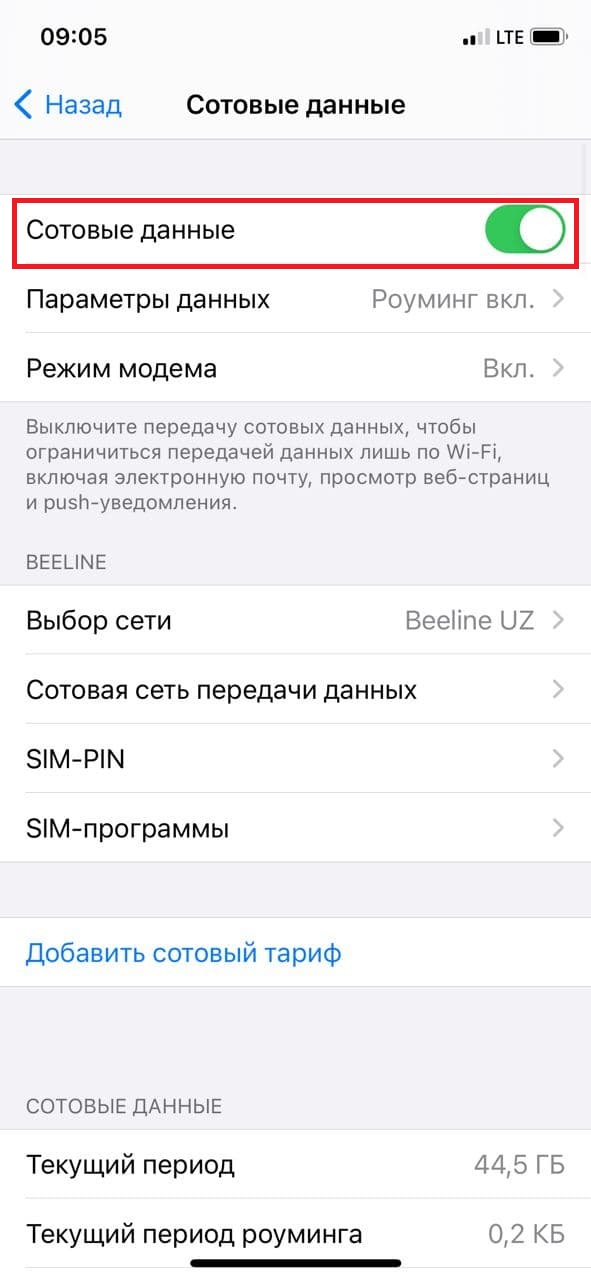 09:05 LTE
Назад Сотовые данные
Сотовые данные
Параметры данных Роуминг вкл.
Режим модема Вкл.
Выключите передачу сотовых данных, чтобы
ограничиться передачей данных лишь по Wi-Fi,
включая электронную почту, просмотр веб-страниц
и push-уведомления.
BEELINE
Выбор сети Beeline UZ
Сотовая сеть передачи данных
SIM-PIN
SIM-программы
Добавить сотовый тариф
СОТОВЫЕ ДАННЫЕ
Текущий период 44,5 ГБ
Текущий период роуминга 0,2 КБ